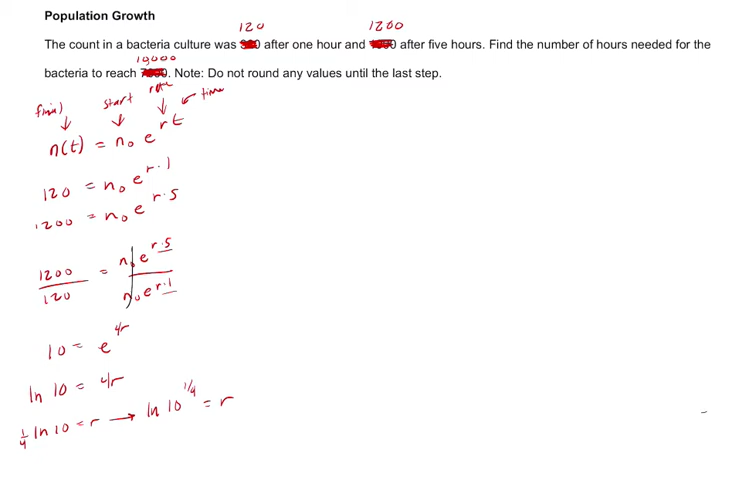 Population Growth
120 1200
The count in a bacteria culture was after one hour and after five hours. Find the number of hours needed for the
10000
bacteria to reach . Note: Do not round any values until the last step.
final start rate time
n(t) = n₀ e^(rt)
120 = n₀ e^(r·1)
1200 = n₀ e^(r·5)
1200/120 = n₀ e^(r·5) / n₀ e^(r·1)
10 = e^(4r)
ln 10 = 4r
1/4 ln 10 = r → ln 10^(1/4) = r